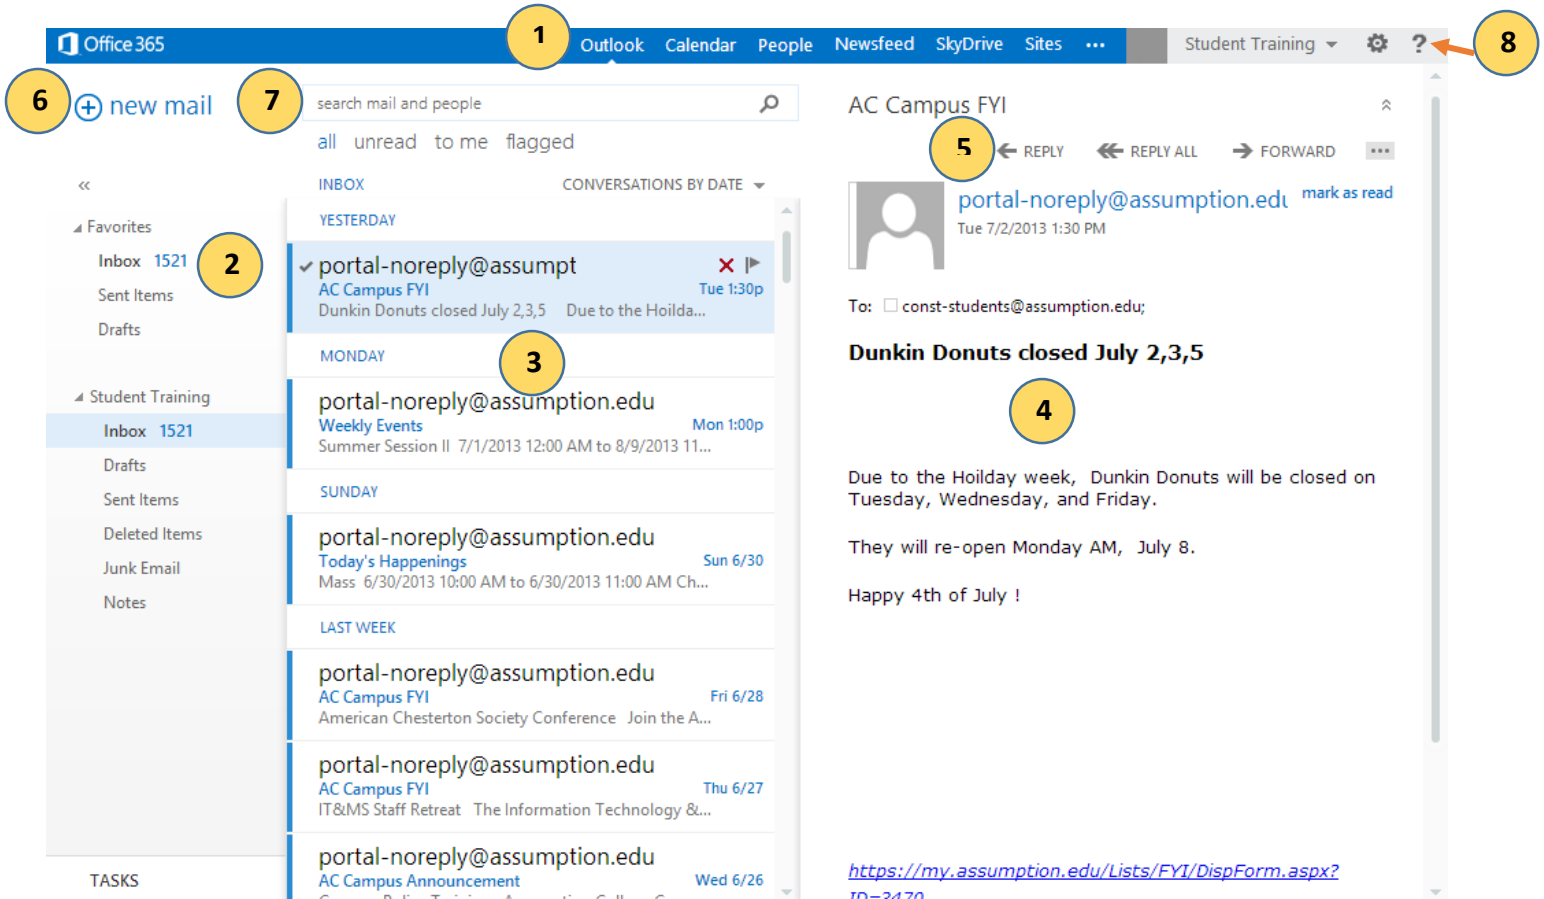 1
8
Office 365
Outlook Calendar People Newsfeed SkyDrive Sites •••
Student Training
?
6
new mail
7
search mail and people
all unread to me flagged
«
INBOX CONVERSATIONS BY DATE
Favorites
Inbox 1521
2
Sent Items
Drafts
Student Training
Inbox 1521
Drafts
Sent Items
Deleted Items
Junk Email
Notes
TASKS
YESTERDAY
portal-noreply@assumpt
AC Campus FYI Tue 1:30p
Dunkin Donuts closed July 2,3,5 Due to the Hoilda...
MONDAY
3
portal-noreply@assumption.edu
Weekly Events Mon 1:00p
Summer Session II 7/1/2013 12:00 AM to 8/9/2013 11...
SUNDAY
portal-noreply@assumption.edu
Today's Happenings Sun 6/30
Mass 6/30/2013 10:00 AM to 6/30/2013 11:00 AM Ch...
LAST WEEK
portal-noreply@assumption.edu
AC Campus FYI Fri 6/28
American Chesterton Society Conference Join the A...
portal-noreply@assumption.edu
AC Campus FYI Thu 6/27
IT&MS Staff Retreat The Information Technology &...
portal-noreply@assumption.edu
AC Campus Announcement Wed 6/26
AC Campus FYI
5
REPLY REPLY ALL FORWARD •••
portal-noreply@assumption.edu mark as read
Tue 7/2/2013 1:30 PM
To: const-students@assumption.edu;
Dunkin Donuts closed July 2,3,5
4
Due to the Hoilday week, Dunkin Donuts will be closed on
Tuesday, Wednesday, and Friday.
They will re-open Monday AM, July 8.
Happy 4th of July !
https://my.assumption.edu/Lists/FYI/DispForm.aspx?
ID=3470